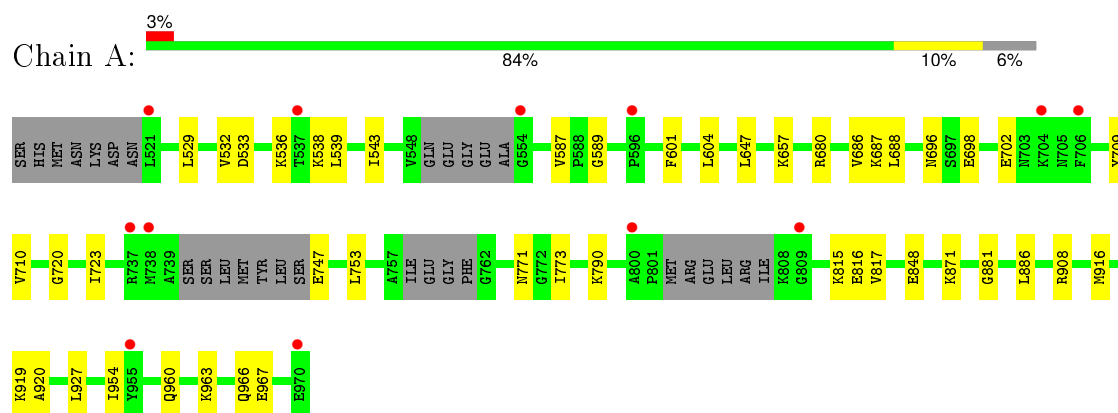 3%
Chain A:
84% 10% 6%
SER HIS MET ASN LYS ASP ASN L521 L529 V532 D533 K536 T537 K538 L539 I543 V548 GLN GLU GLY GLU ALA G554 V587 P588 G589 P596 F601 L604 L647 K657 R680 V686 K687 L688 N696 S697 E698 F702 N703 K704 N705 F706
V710 G720 I723 R737 M738 A739 SER SER LEU MET TYR LEU SER E747 L753 A757 ILE GLU GLY PHE G762 N771 G772 I773 K790 A800 P801 MET ARG GLU LEU ARG ILE K808 G809 K815 E816 V817 E848 K871 G881 L886 R908 M916
K919 A920 L927 I954 Y955 Q960 K963 Q966 E967 E970